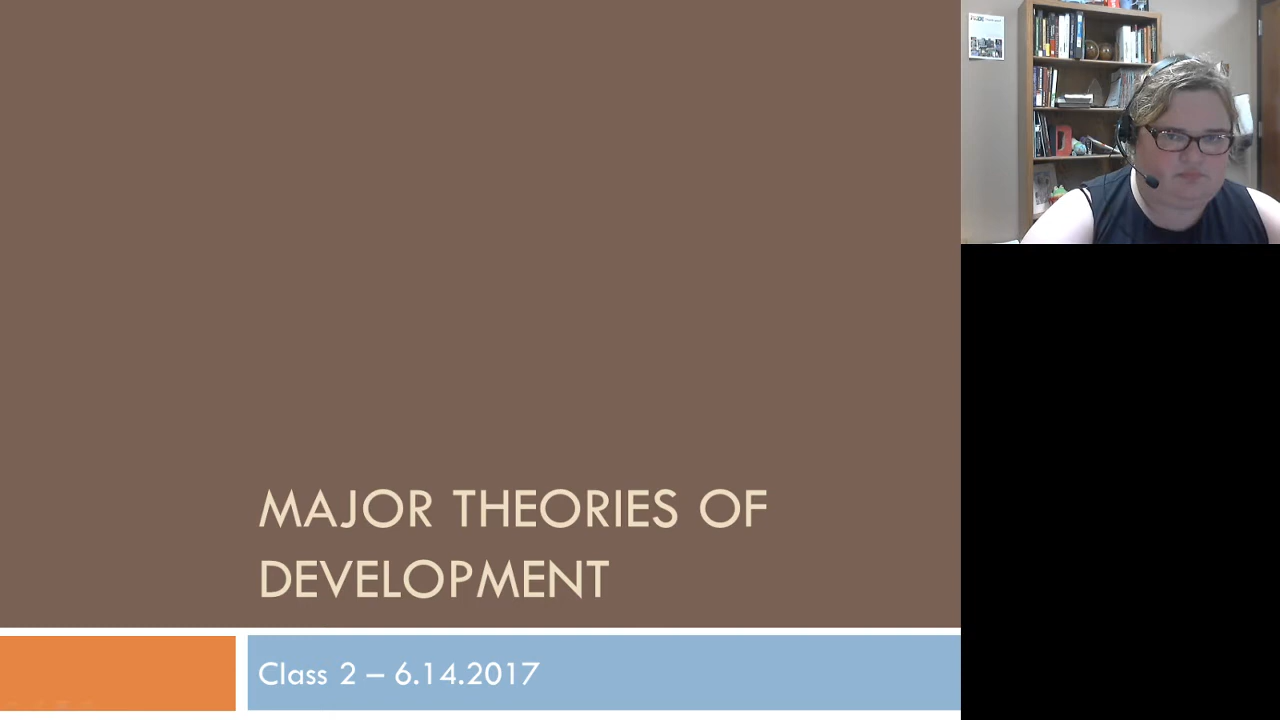 MAJOR THEORIES OF
DEVELOPMENT
Class 2 – 6.14.2017